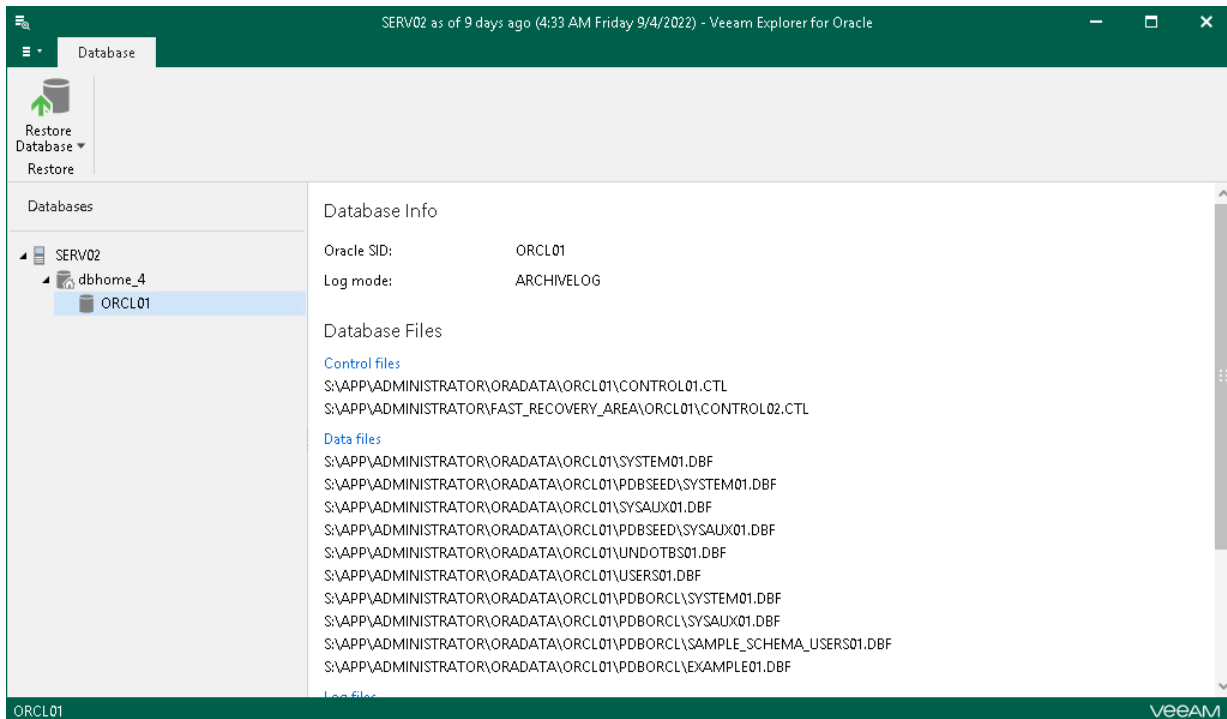 SERV02 as of 9 days ago (4:33 AM Friday 9/4/2022) - Veeam Explorer for Oracle
Database
Restore
Database
Restore
Databases
SERV02
dbhome_4
ORCL01
Database Info
Oracle SID: ORCL01
Log mode: ARCHIVELOG
Database Files
Control files
S:\APP\ADMINISTRATOR\ORADATA\ORCL01\CONTROL01.CTL
S:\APP\ADMINISTRATOR\FAST_RECOVERY_AREA\ORCL01\CONTROL02.CTL
Data files
S:\APP\ADMINISTRATOR\ORADATA\ORCL01\SYSTEM01.DBF
S:\APP\ADMINISTRATOR\ORADATA\ORCL01\PDBSEED\SYSTEM01.DBF
S:\APP\ADMINISTRATOR\ORADATA\ORCL01\SYSAUX01.DBF
S:\APP\ADMINISTRATOR\ORADATA\ORCL01\PDBSEED\SYSAUX01.DBF
S:\APP\ADMINISTRATOR\ORADATA\ORCL01\UNDOTBS01.DBF
S:\APP\ADMINISTRATOR\ORADATA\ORCL01\USERS01.DBF
S:\APP\ADMINISTRATOR\ORADATA\ORCL01\PDBORCL\SYSTEM01.DBF
S:\APP\ADMINISTRATOR\ORADATA\ORCL01\PDBORCL\SYSAUX01.DBF
S:\APP\ADMINISTRATOR\ORADATA\ORCL01\PDBORCL\SAMPLE_SCHEMA_USERS01.DBF
S:\APP\ADMINISTRATOR\ORADATA\ORCL01\PDBORCL\EXAMPLE01.DBF
Log files
ORCL01
veeAM